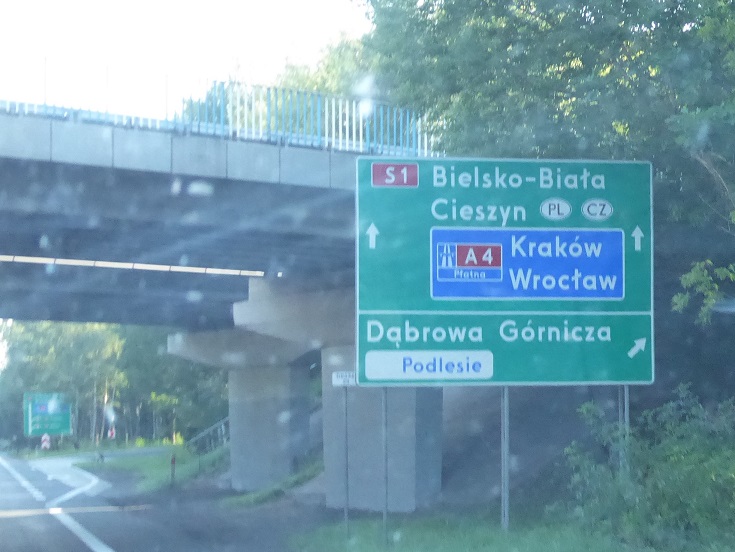 S1 Bielsko-Biała
Cieszyn PL CZ
A4 Kraków
Płatna Wrocław
Dąbrowa Górnicza
Podlesie